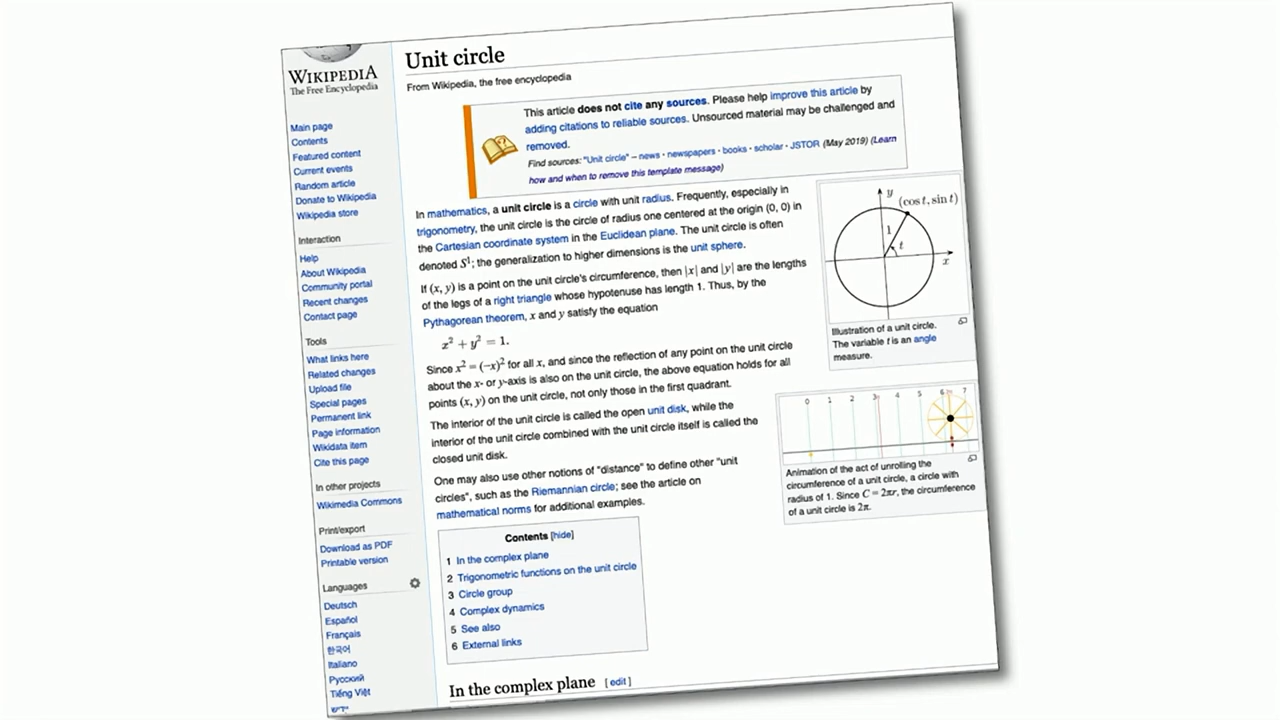 WIKIPEDIA
The Free Encyclopedia
Main page
Contents
Featured content
Current events
Random article
Donate to Wikipedia
Wikipedia store
Interaction
Help
About Wikipedia
Community portal
Recent changes
Contact page
Tools
What links here
Related changes
Upload file
Special pages
Permanent link
Page information
Wikidata item
Cite this page
In other projects
Wikimedia Commons
Print/export
Download as PDF
Printable version
Languages
Deutsch
Español
Français
한국어
Italiano
Русский
Tiếng Việt
ייִדיש
Unit circle
From Wikipedia, the free encyclopedia
This article does not cite any sources. Please help improve this article by
adding citations to reliable sources. Unsourced material may be challenged and
removed.
Find sources: "Unit circle" – news · newspapers · books · scholar · JSTOR (May 2019) (Learn
how and when to remove this template message)
In mathematics, a unit circle is a circle with unit radius. Frequently, especially in
trigonometry, the unit circle is the circle of radius one centered at the origin (0, 0) in
the Cartesian coordinate system in the Euclidean plane. The unit circle is often
denoted S¹; the generalization to higher dimensions is the unit sphere.
If (x, y) is a point on the unit circle's circumference, then |x| and |y| are the lengths
of the legs of a right triangle whose hypotenuse has length 1. Thus, by the
Pythagorean theorem, x and y satisfy the equation
x² + y² = 1.
Since x² = (−x)² for all x, and since the reflection of any point on the unit circle
about the x- or y-axis is also on the unit circle, the above equation holds for all
points (x, y) on the unit circle, not only those in the first quadrant.
The interior of the unit circle is called the open unit disk, while the
interior of the unit circle combined with the unit circle itself is called the
closed unit disk.
One may also use other notions of "distance" to define other "unit
circles", such as the Riemannian circle; see the article on
mathematical norms for additional examples.
y
(cos t, sin t)
1
t
x
Illustration of a unit circle.
The variable t is an angle
measure.
0 1 2 3 4 5 6 7
Animation of the act of unrolling the
circumference of a unit circle, a circle with
radius of 1. Since C = 2πr, the circumference
of a unit circle is 2π.
Contents [hide]
1 In the complex plane
2 Trigonometric functions on the unit circle
3 Circle group
4 Complex dynamics
5 See also
6 External links
In the complex plane [ edit ]